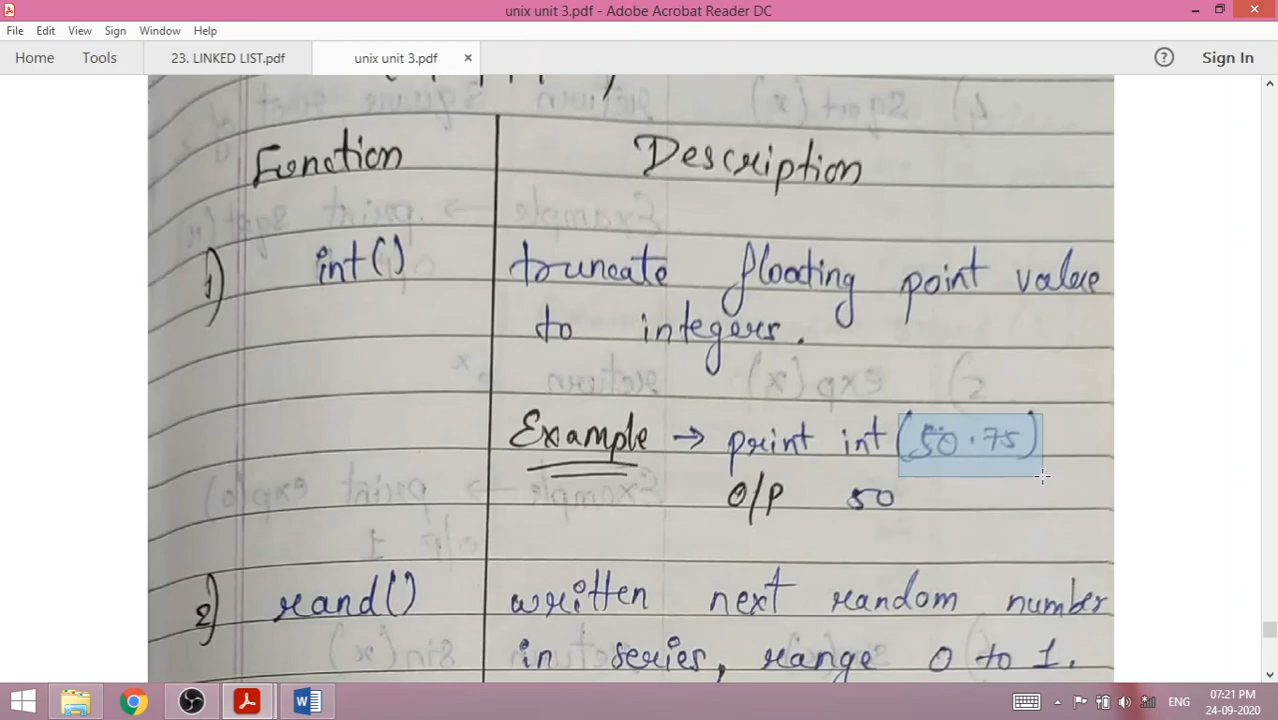 unix unit 3.pdf - Adobe Acrobat Reader DC
File Edit View Sign Window Help
Home Tools 23. LINKED LIST.pdf unix unit 3.pdf × Sign In
Function Description
1) int() truncate floating point value
to integers.
Example → print int(50.75)
O/P 50
2) rand() written next random number
in series, range 0 to 1.
ENG 07:21 PM
24-09-2020